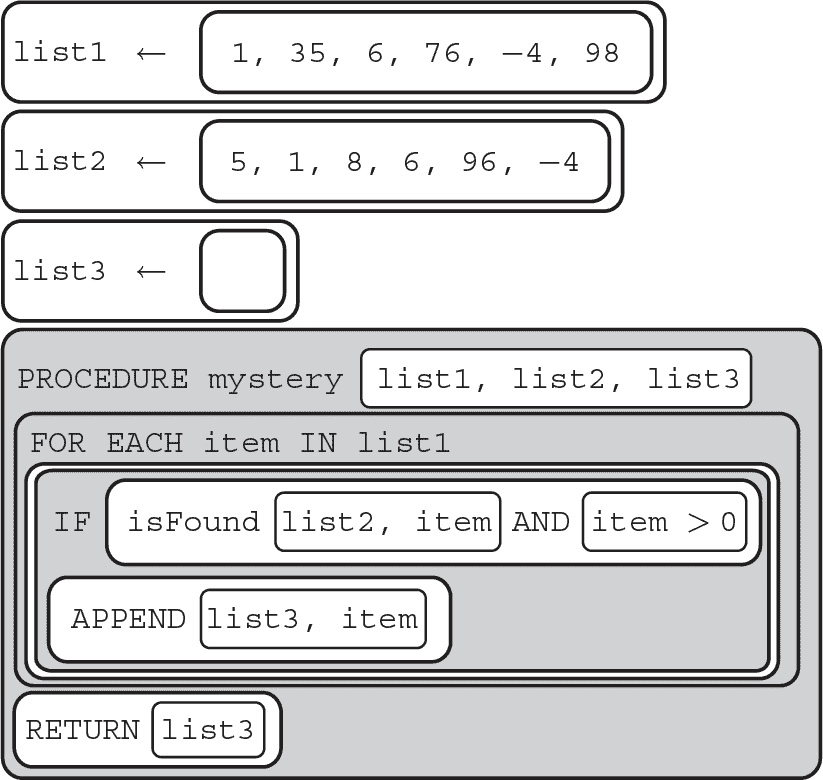 list1 ← 1, 35, 6, 76, −4, 98
list2 ← 5, 1, 8, 6, 96, −4
list3 ←
PROCEDURE mystery list1, list2, list3
FOR EACH item IN list1
IF isFound list2, item AND item > 0
APPEND list3, item
RETURN list3